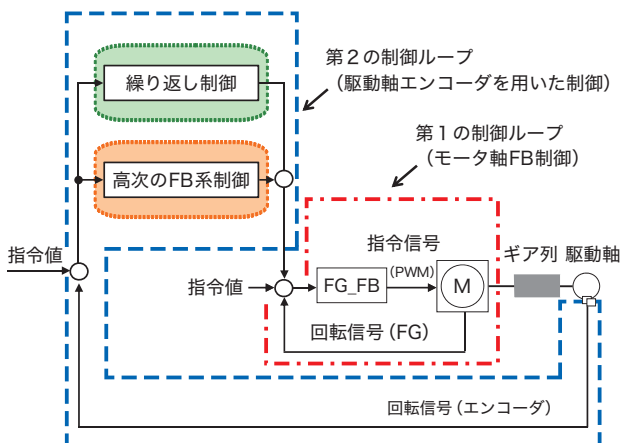 第2の制御ループ
(駆動軸エンコーダを用いた制御)
繰り返し制御
第1の制御ループ
(モータ軸FB制御)
高次のFB系制御
指令値
指令信号
ギア列 駆動軸
指令値
FG_FB
(PWM)
M
回転信号(FG)
回転信号(エンコーダ)